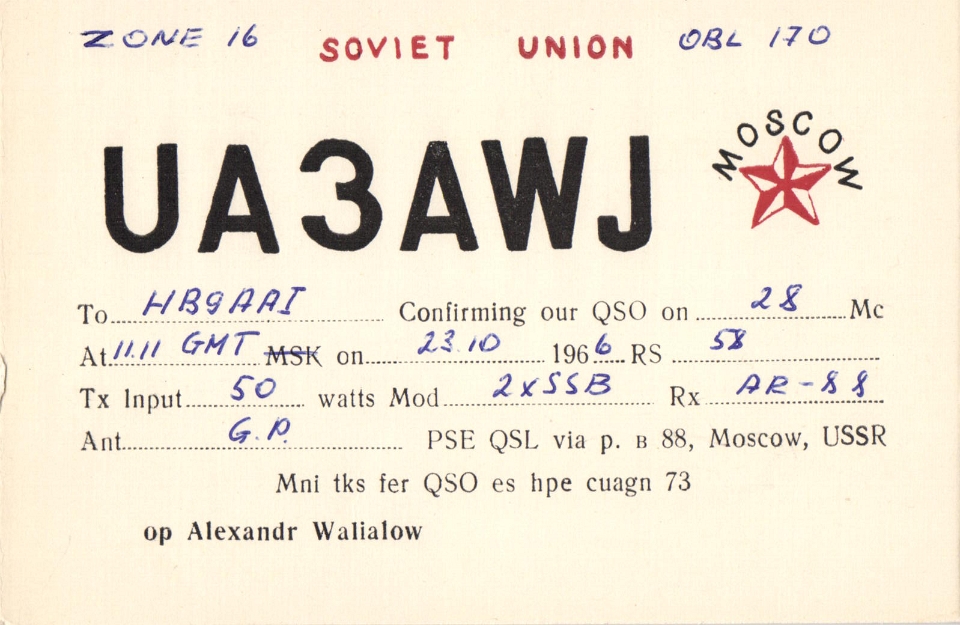 ZONE 16 SOVIET UNION OBL 170
UA3AWJ
MOSCOW
To HB9AAI Confirming our QSO on 28 Mc
At 11.11 GMT MSK on 23.10 1966 RS 58
Tx Input 50 watts Mod 2xSSB Rx AR-88
Ant G.P. PSE QSL via p. в 88, Moscow, USSR
Mni tks fer QSO es hpe cuagn 73
op Alexandr Walialow